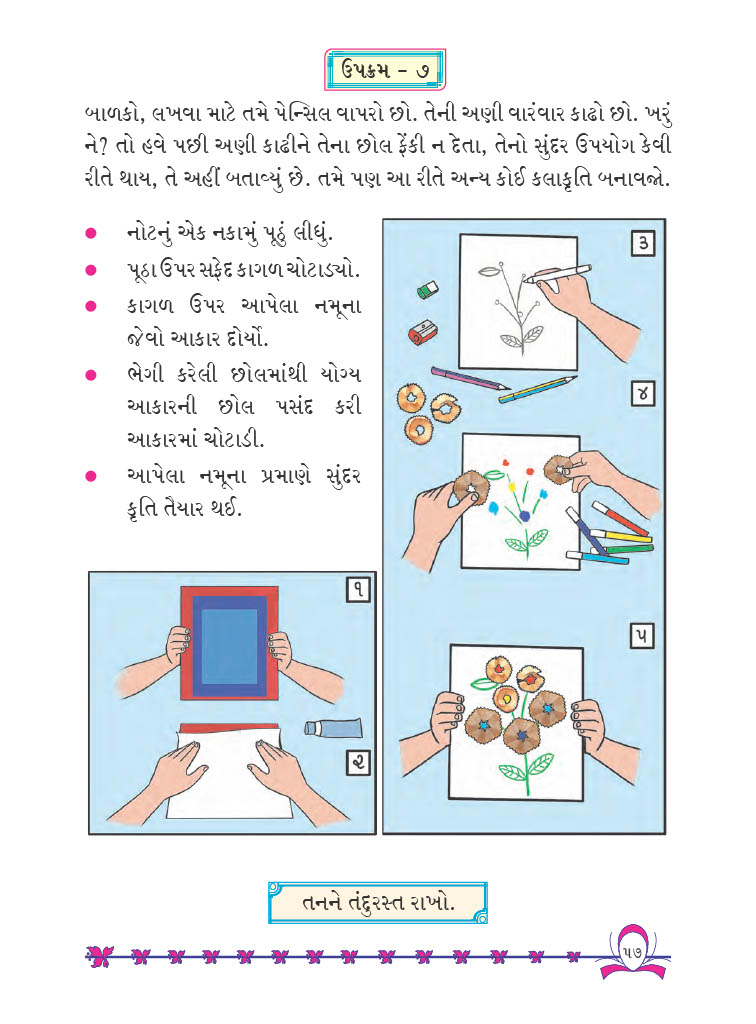 ઉપક્રમ – ૭
બાળકો, લખવા માટે તમે પેન્સિલ વાપરો છો. તેની અણી વારંવાર કાઢો છો. ખરું
ને? તો હવે પછી અણી કાઢીને તેના છોલ ફેંકી ન દેતા, તેનો સુંદર ઉપયોગ કેવી
રીતે થાય, તે અહીં બતાવ્યું છે. તમે પણ આ રીતે અન્ય કોઈ કલાકૃતિ બનાવજો.
● નોટનું એક નકામું પૂઠું લીધું.
● પૂઠા ઉપર સફેદ કાગળ ચોટાડ્યો.
● કાગળ ઉપર આપેલા નમૂના
જેવો આકાર દોર્યો.
● ભેગી કરેલી છોલમાંથી યોગ્ય
આકારની છોલ પસંદ કરી
આકારમાં ચોટાડી.
● આપેલા નમૂના પ્રમાણે સુંદર
કૃતિ તૈયાર થઈ.
૧
૨
૩
૪
૫
તનને તંદુરસ્ત રાખો.
૫૭